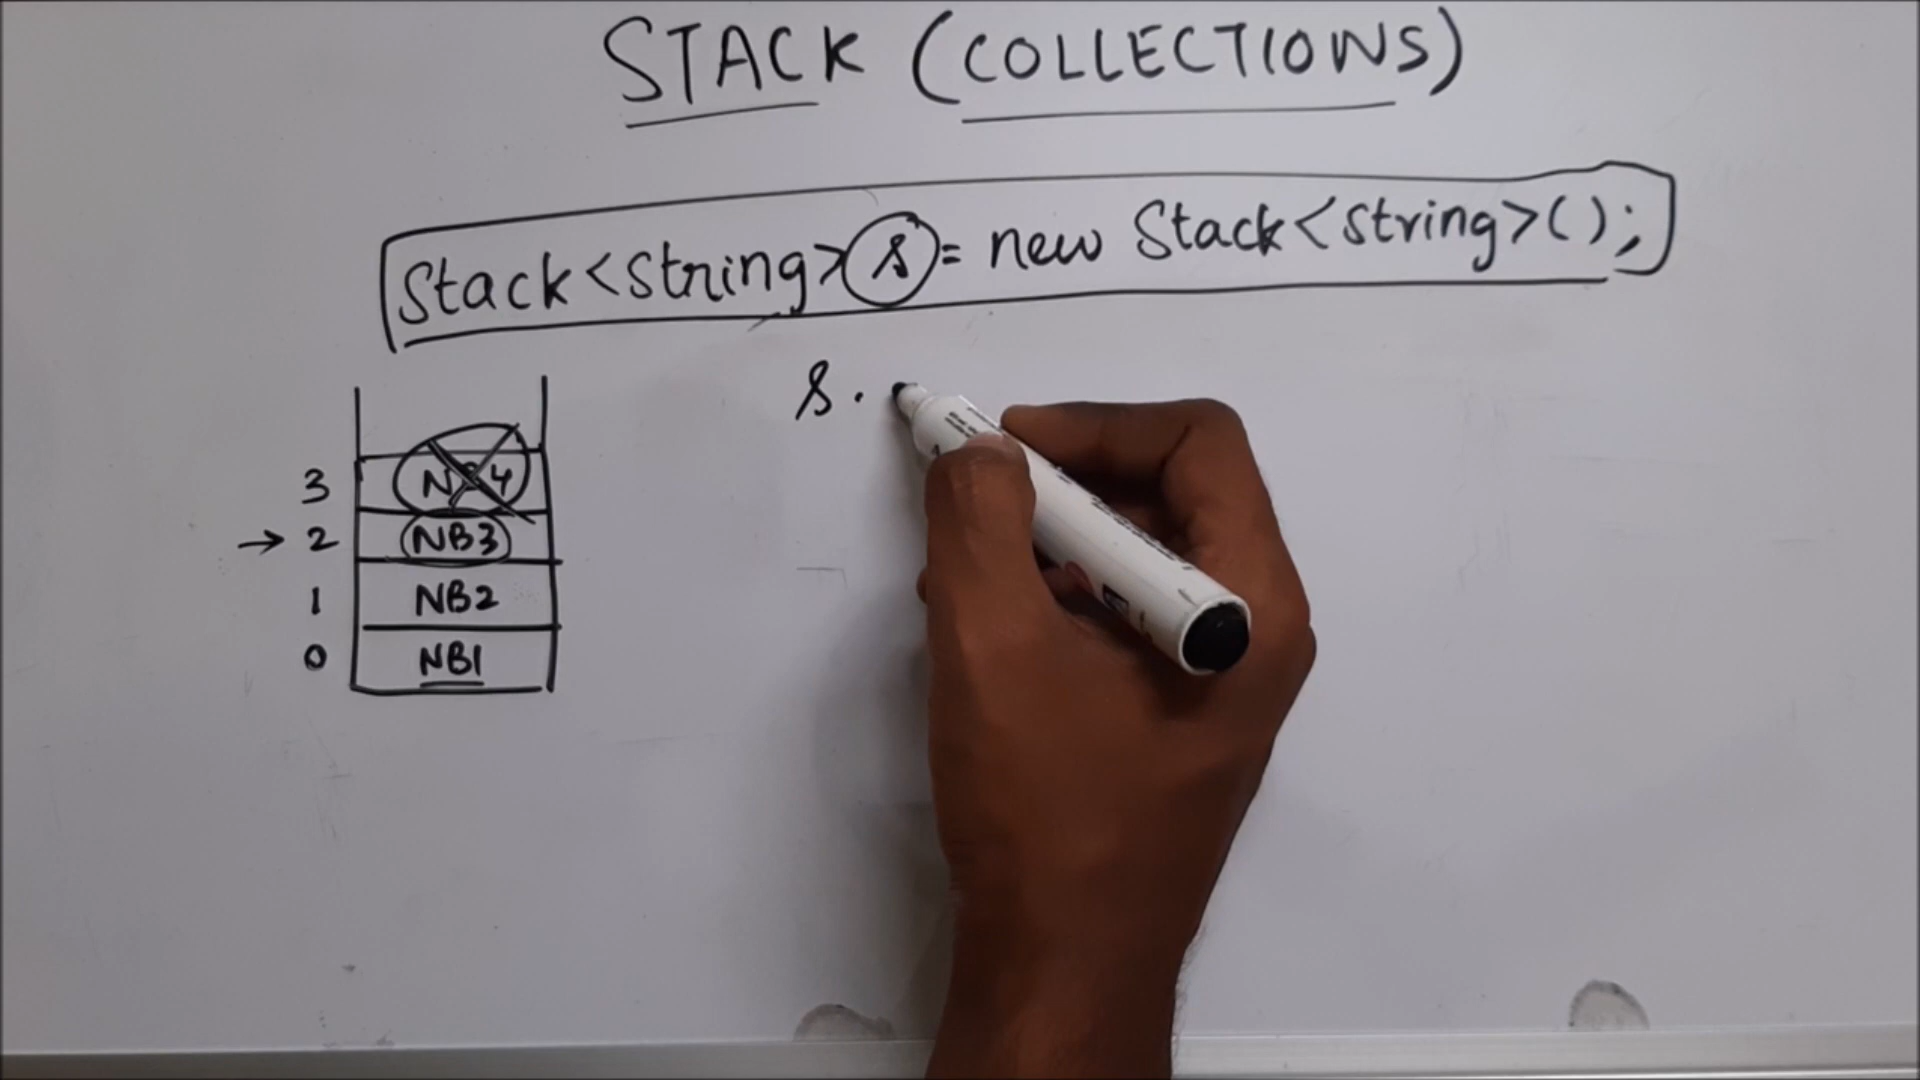 STACK (COLLECTIONS)
Stack<String> s = new Stack<String>();
s.
3 NB4
→ 2 NB3
1 NB2
0 NB1